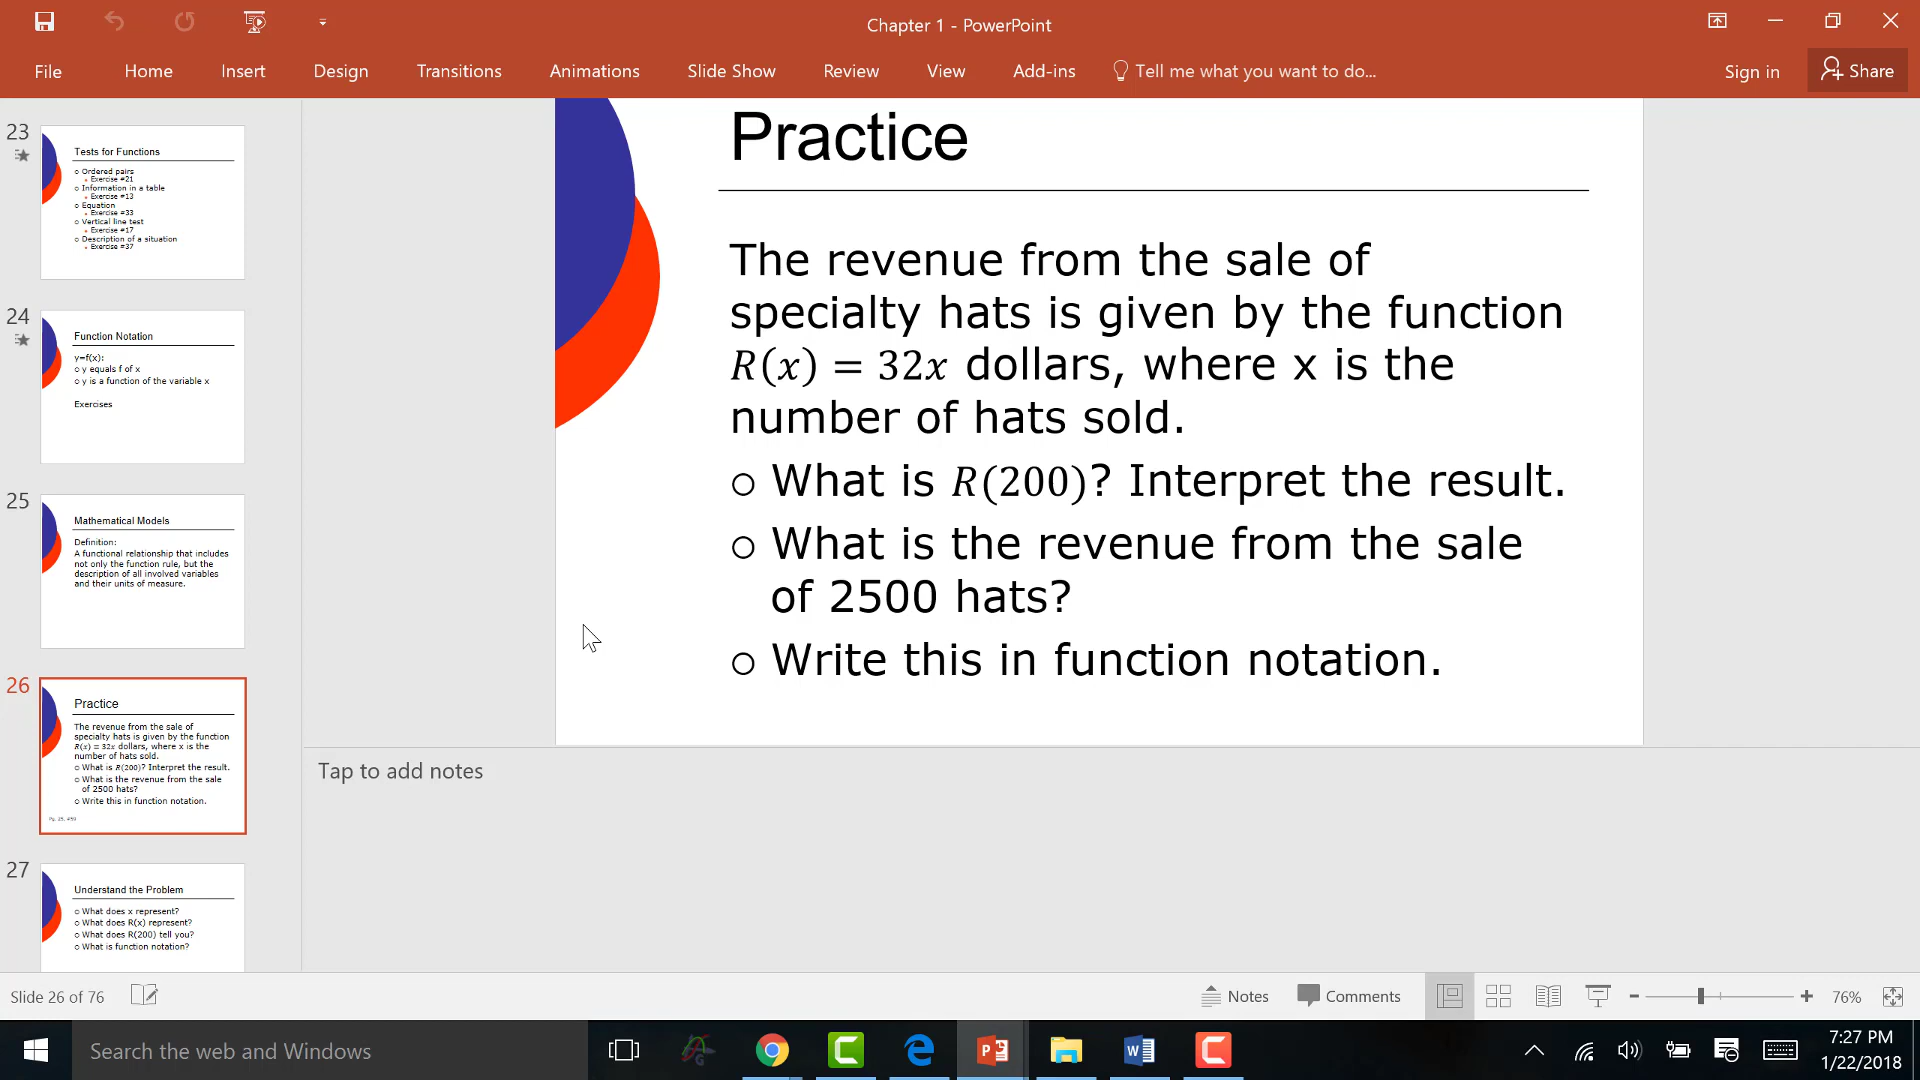 Chapter 1 - PowerPoint
File Home Insert Design Transitions Animations Slide Show Review View Add-ins Tell me what you want to do... Sign in Share
23
Tests for Functions
Ordered pairs
Exercise #21
Information in a table
Exercise #13
Equation
Exercise #33
Vertical line test
Exercise #17
Description of a situation
Exercise #37
24
Function Notation
y=f(x):
y equals f of x
y is a function of the variable x
Exercises
25
Mathematical Models
Definition:
A functional relationship that includes
not only the function rule, but the
description of all involved variables
and their units of measure.
26
Practice
The revenue from the sale of
specialty hats is given by the function
R(x) = 32x dollars, where x is the
number of hats sold.
What is R(200)? Interpret the result.
What is the revenue from the sale
of 2500 hats?
Write this in function notation.
27
Understand the Problem
What does x represent?
What does R(x) represent?
What does R(200) tell you?
What is function notation?
Practice
The revenue from the sale of
specialty hats is given by the function
R(x) = 32x dollars, where x is the
number of hats sold.
What is R(200)? Interpret the result.
What is the revenue from the sale
of 2500 hats?
Write this in function notation.
Tap to add notes
Slide 26 of 76 Notes Comments 76%
Search the web and Windows
7:27 PM
1/22/2018